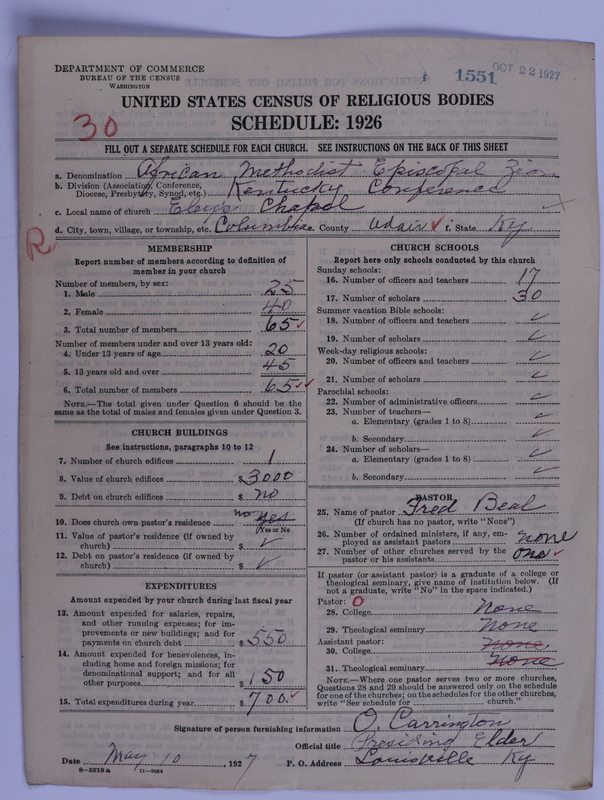 DEPARTMENT OF COMMERCE
BUREAU OF THE CENSUS
WASHINGTON
1551 OCT 22 1927
UNITED STATES CENSUS OF RELIGIOUS BODIES
30
SCHEDULE: 1926
FILL OUT A SEPARATE SCHEDULE FOR EACH CHURCH. SEE INSTRUCTIONS ON THE BACK OF THIS SHEET
a. Denomination African Methodist Episcopal Zion
b. Division (Association, Conference, Diocese, Presbytery, Synod, etc.) Kentucky Conference
c. Local name of church Chapel
d. City, town, village, or township, etc. Columbia e. County Adair f. State Ky
R
MEMBERSHIP
Report number of members according to definition of member in your church
Number of members, by sex:
1. Male 25
2. Female 40
3. Total number of members 65
Number of members under and over 13 years old:
4. Under 13 years of age 20
5. 13 years old and over 45
6. Total number of members 65
NOTE.—The total given under Question 6 should be the same as the total of males and females given under Question 3.
CHURCH BUILDINGS
See instructions, paragraphs 10 to 12
7. Number of church edifices 1
8. Value of church edifices $ 3000
9. Debt on church edifices $ no
10. Does church own pastor's residence no yes
(Yes or No)
11. Value of pastor's residence (if owned by church) $ ✓
12. Debt on pastor's residence (if owned by church) $ ✓
EXPENDITURES
Amount expended by your church during last fiscal year
13. Amount expended for salaries, repairs, and other running expenses; for improvements or new buildings; and for payments on church debt $ 550
14. Amount expended for benevolences, including home and foreign missions; for denominational support; and for all other purposes $ 150
15. Total expenditures during year $ 700.
CHURCH SCHOOLS
Report here only schools conducted by this church
Sunday schools:
16. Number of officers and teachers 17
17. Number of scholars 30
Summer vacation Bible schools:
18. Number of officers and teachers ✓
19. Number of scholars ✓
Week-day religious schools:
20. Number of officers and teachers ✓
21. Number of scholars ✓
Parochial schools:
22. Number of administrative officers ✓
23. Number of teachers—
a. Elementary (grades 1 to 8) ✓
b. Secondary ✓
24. Number of scholars—
a. Elementary (grades 1 to 8) ✓
b. Secondary ✓
PASTOR
25. Name of pastor Fred Beal
(If church has no pastor, write "None")
26. Number of ordained ministers, if any, employed as assistant pastors none
27. Number of other churches served by the pastor or his assistants one
If pastor (or assistant pastor) is a graduate of a college or theological seminary, give name of institution below. (If not a graduate, write "No" in the space indicated.)
Pastor: O
28. College None
29. Theological seminary None
Assistant pastor:
30. College None
31. Theological seminary None
NOTE.—Where one pastor serves two or more churches, Questions 28 and 29 should be answered only on the schedule for one of the churches; on the schedules for the other churches, write "See schedule for church."
Signature of person furnishing information O. Carrington
Official title Presiding Elder
Date May 10, 1927 P. O. Address Louisville Ky
8—5518 a 11—9054